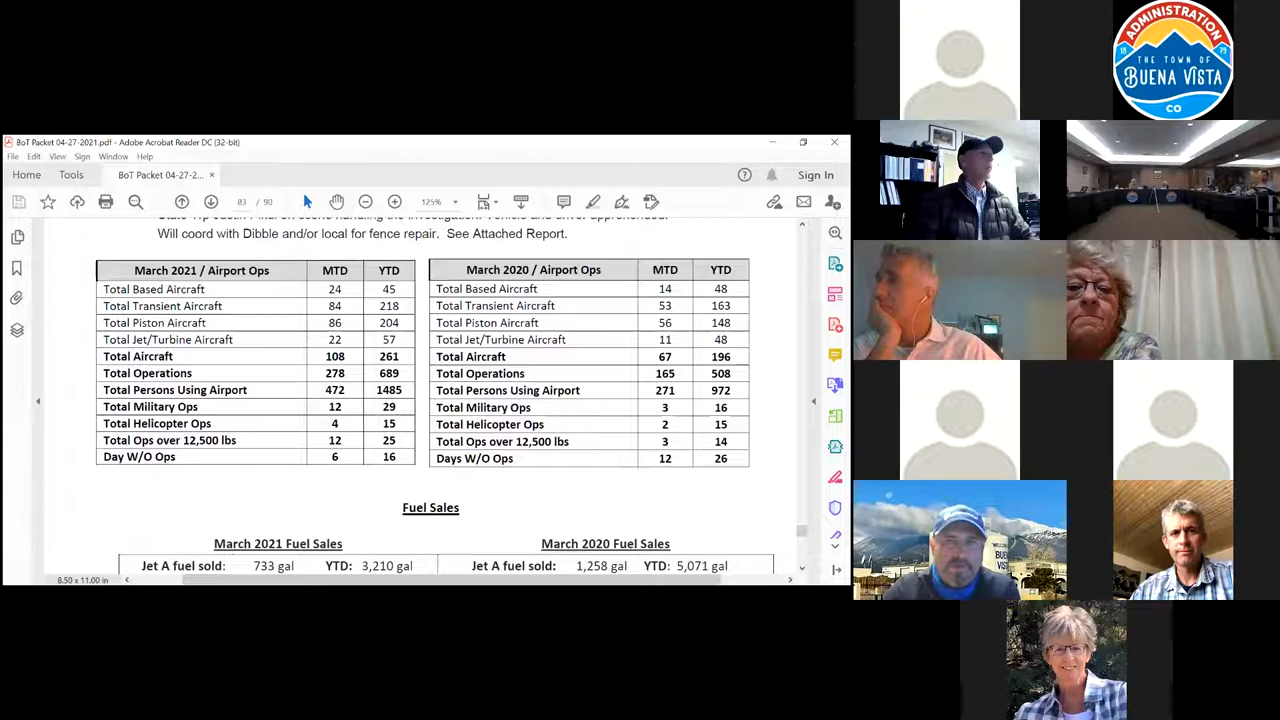 BoT Packet 04-27-2021.pdf - Adobe Acrobat Reader DC (32-bit)
File Edit View Sign Window Help
Home Tools BoT Packet 04-27-2... × Sign In
83 / 90 125%
Will coord with Dibble and/or local for fence repair. See Attached Report.
March 2021 / Airport Ops MTD YTD
Total Based Aircraft 24 45
Total Transient Aircraft 84 218
Total Piston Aircraft 86 204
Total Jet/Turbine Aircraft 22 57
Total Aircraft 108 261
Total Operations 278 689
Total Persons Using Airport 472 1485
Total Military Ops 12 29
Total Helicopter Ops 4 15
Total Ops over 12,500 lbs 12 25
Day W/O Ops 6 16
March 2020 / Airport Ops MTD YTD
Total Based Aircraft 14 48
Total Transient Aircraft 53 163
Total Piston Aircraft 56 148
Total Jet/Turbine Aircraft 11 48
Total Aircraft 67 196
Total Operations 165 508
Total Persons Using Airport 271 972
Total Military Ops 3 16
Total Helicopter Ops 2 15
Total Ops over 12,500 lbs 3 14
Days W/O Ops 12 26
Fuel Sales
March 2021 Fuel Sales
March 2020 Fuel Sales
Jet A fuel sold: 733 gal YTD: 3,210 gal
Jet A fuel sold: 1,258 gal YTD: 5,071 gal
8.50 x 11.00 in
ADMINISTRATION
18 79
THE TOWN OF
BUENA VISTA
CO
BUENA
VISTA